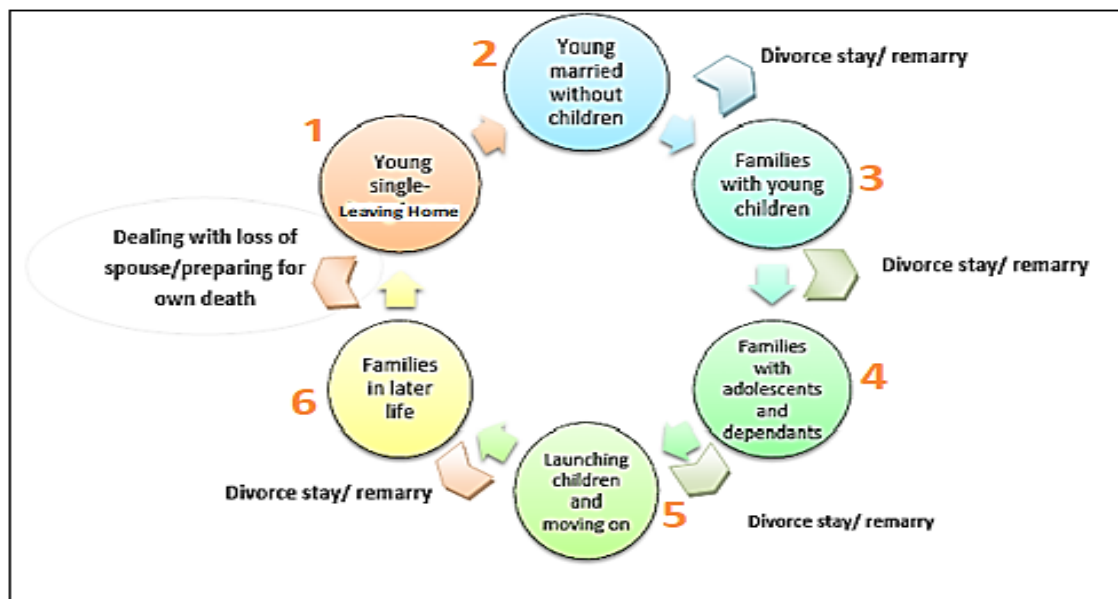 1
Young
single-
Leaving Home
2
Young
married
without
children
Divorce stay/ remarry
3
Families
with young
children
Divorce stay/ remarry
4
Families
with
adolescents
and
dependants
Divorce stay/ remarry
5
Launching
children
and
moving on
Divorce stay/ remarry
6
Families
in later
life
Dealing with loss of
spouse/preparing for
own death